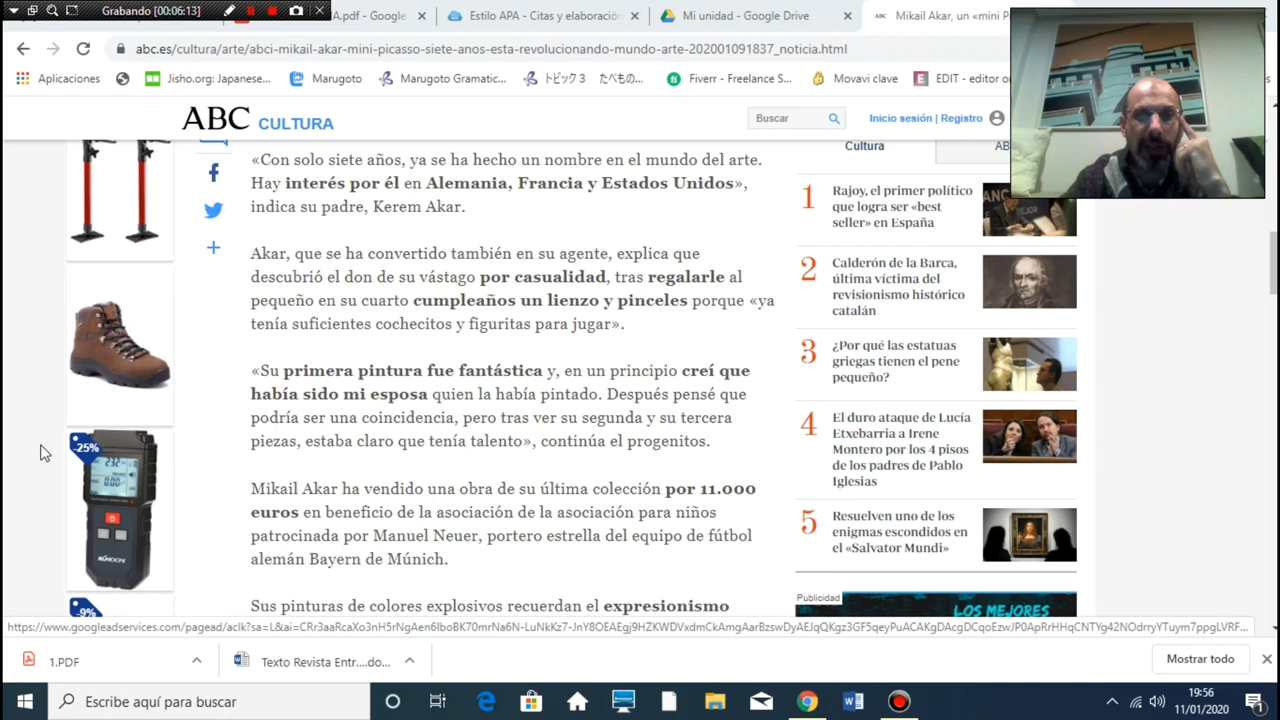 Grabando [00:06:13]
A.pdf - Google
Estilo APA - Citas y elaboración
Mi unidad - Google Drive
Mikail Akar, un «mini P
abc.es/cultura/arte/abci-mikail-akar-mini-picasso-siete-anos-esta-revolucionando-mundo-arte-202001091837_noticia.html
Aplicaciones
Jisho.org: Japanese...
Marugoto
Marugoto Gramatic...
トピック３ たべもの...
Fiverr - Freelance S...
Movavi clave
EDIT - editor o
ABC CULTURA
Buscar
Inicio sesión | Registro
«Con solo siete años, ya se ha hecho un nombre en el mundo del arte.
Hay interés por él en Alemania, Francia y Estados Unidos»,
indica su padre, Kerem Akar.
Akar, que se ha convertido también en su agente, explica que
descubrió el don de su vástago por casualidad, tras regalarle al
pequeño en su cuarto cumpleaños un lienzo y pinceles porque «ya
tenía suficientes cochecitos y figuritas para jugar».
«Su primera pintura fue fantástica y, en un principio creí que
había sido mi esposa quien la había pintado. Después pensé que
podría ser una coincidencia, pero tras ver su segunda y su tercera
piezas, estaba claro que tenía talento», continúa el progenitos.
Mikail Akar ha vendido una obra de su última colección por 11.000
euros en beneficio de la asociación de la asociación para niños
patrocinada por Manuel Neuer, portero estrella del equipo de fútbol
alemán Bayern de Múnich.
Sus pinturas de colores explosivos recuerdan el expresionismo
-25%
-9%
Cultura
AB
1
Rajoy, el primer político
que logra ser «best
seller» en España
2
Calderón de la Barca,
última víctima del
revisionismo histórico
catalán
3
¿Por qué las estatuas
griegas tienen el pene
pequeño?
4
El duro ataque de Lucía
Etxebarria a Irene
Montero por los 4 pisos
de los padres de Pablo
Iglesias
5
Resuelven uno de los
enigmas escondidos en
el «Salvator Mundi»
Publicidad
LOS MEJORES
1.PDF
Texto Revista Entr....do...
Mostrar todo
Escribe aquí para buscar
19:56
11/01/2020